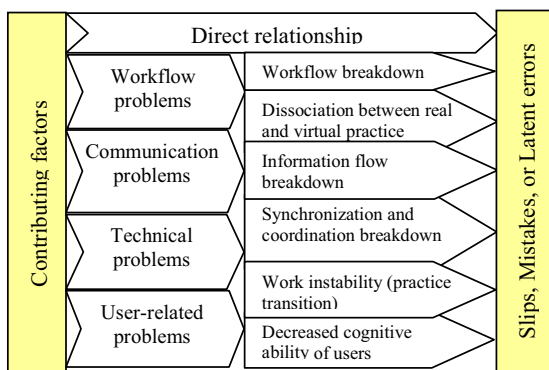 Contributing factors
Direct relationship
Workflow
problems
Communication
problems
Technical
problems
User-related
problems
Workflow breakdown
Dissociation between real
and virtual practice
Information flow
breakdown
Synchronization and
coordination breakdown
Work instability (practice
transition)
Decreased cognitive
ability of users
Slips, Mistakes, or Latent errors